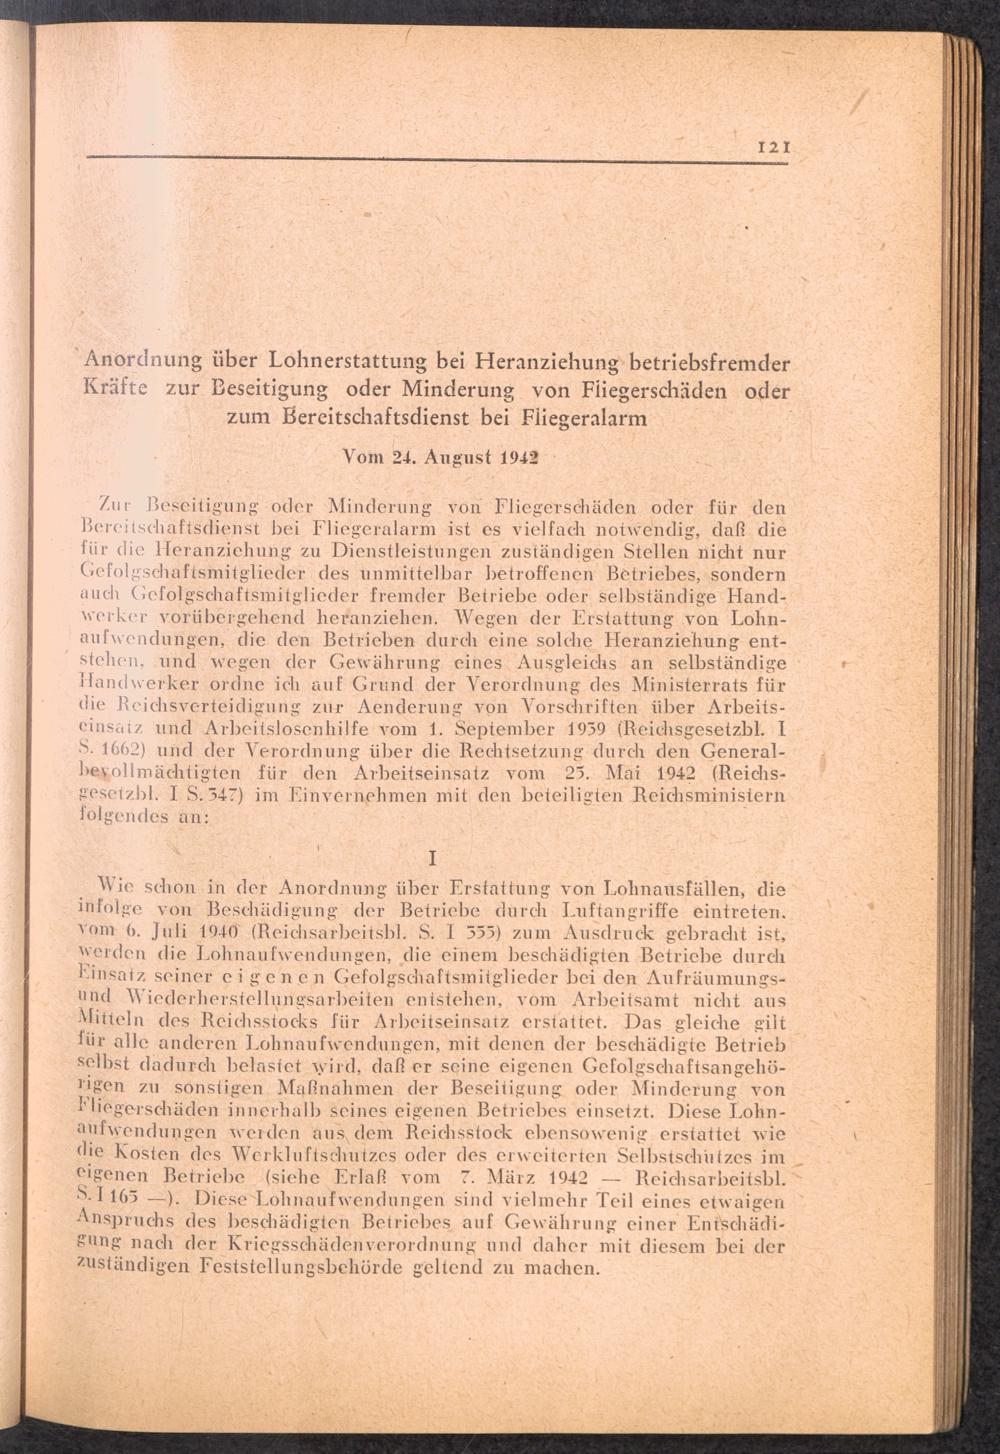 121
Anordnung über Lohnerstattung bei Heranziehung betriebsfremder
Kräfte zur Beseitigung oder Minderung von Fliegerschäden oder
zum Bereitschaftsdienst bei Fliegeralarm
Vom 24. August 1942
Zur Beseitigung oder Minderung von Fliegerschäden oder für den
Bereitschaftsdienst bei Fliegeralarm ist es vielfach notwendig, daß die
für die Heranziehung zu Dienstleistungen zuständigen Stellen nicht nur
Gefolgschaftsmitglieder des unmittelbar betroffenen Betriebes, sondern
auch Gefolgschaftsmitglieder fremder Betriebe oder selbständige Hand-
werker vorübergehend heranziehen. Wegen der Erstattung von Lohn-
aufwendungen, die den Betrieben durch eine solche Heranziehung ent-
stehen, und wegen der Gewährung eines Ausgleichs an selbständige
Handwerker ordne ich auf Grund der Verordnung des Ministerrats für
die Reichsverteidigung zur Aenderung von Vorschriften über Arbeits-
einsatz und Arbeitslosenhilfe vom 1. September 1939 (Reichsgesetzbl. I
S. 1662) und der Verordnung über die Rechtsetzung durch den General-
bevollmächtigten für den Arbeitseinsatz vom 25. Mai 1942 (Reichs-
gesetzbl. I S. 347) im Einvernehmen mit den beteiligten Reichsministern
folgendes an:
I
Wie schon in der Anordnung über Erstattung von Lohnausfällen, die
infolge von Beschädigung der Betriebe durch Luftangriffe eintreten,
vom 6. Juli 1940 (Reichsarbeitsbl. S. I 333) zum Ausdruck gebracht ist,
werden die Lohnaufwendungen, die einem beschädigten Betriebe durch
Einsatz seiner eigenen Gefolgschaftsmitglieder bei den Aufräumungs-
und Wiederherstellungsarbeiten entstehen, vom Arbeitsamt nicht aus
Mitteln des Reichsstocks für Arbeitseinsatz erstattet. Das gleiche gilt
für alle anderen Lohnaufwendungen, mit denen der beschädigte Betrieb
selbst dadurch belastet wird, daß er seine eigenen Gefolgschaftsangehö-
rigen zu sonstigen Maßnahmen der Beseitigung oder Minderung von
Fliegerschäden innerhalb seines eigenen Betriebes einsetzt. Diese Lohn-
aufwendungen werden aus dem Reichsstock ebensowenig erstattet wie
die Kosten des Werkluftschutzes oder des erweiterten Selbstschutzes im
eigenen Betriebe (siehe Erlaß vom 7. März 1942 — Reichsarbeitsbl.
S. I 163 —). Diese Lohnaufwendungen sind vielmehr Teil eines etwaigen
Anspruchs des beschädigten Betriebes auf Gewährung einer Entschädi-
gung nach der Kriegsschädenverordnung und daher mit diesem bei der
zuständigen Feststellungsbehörde geltend zu machen.